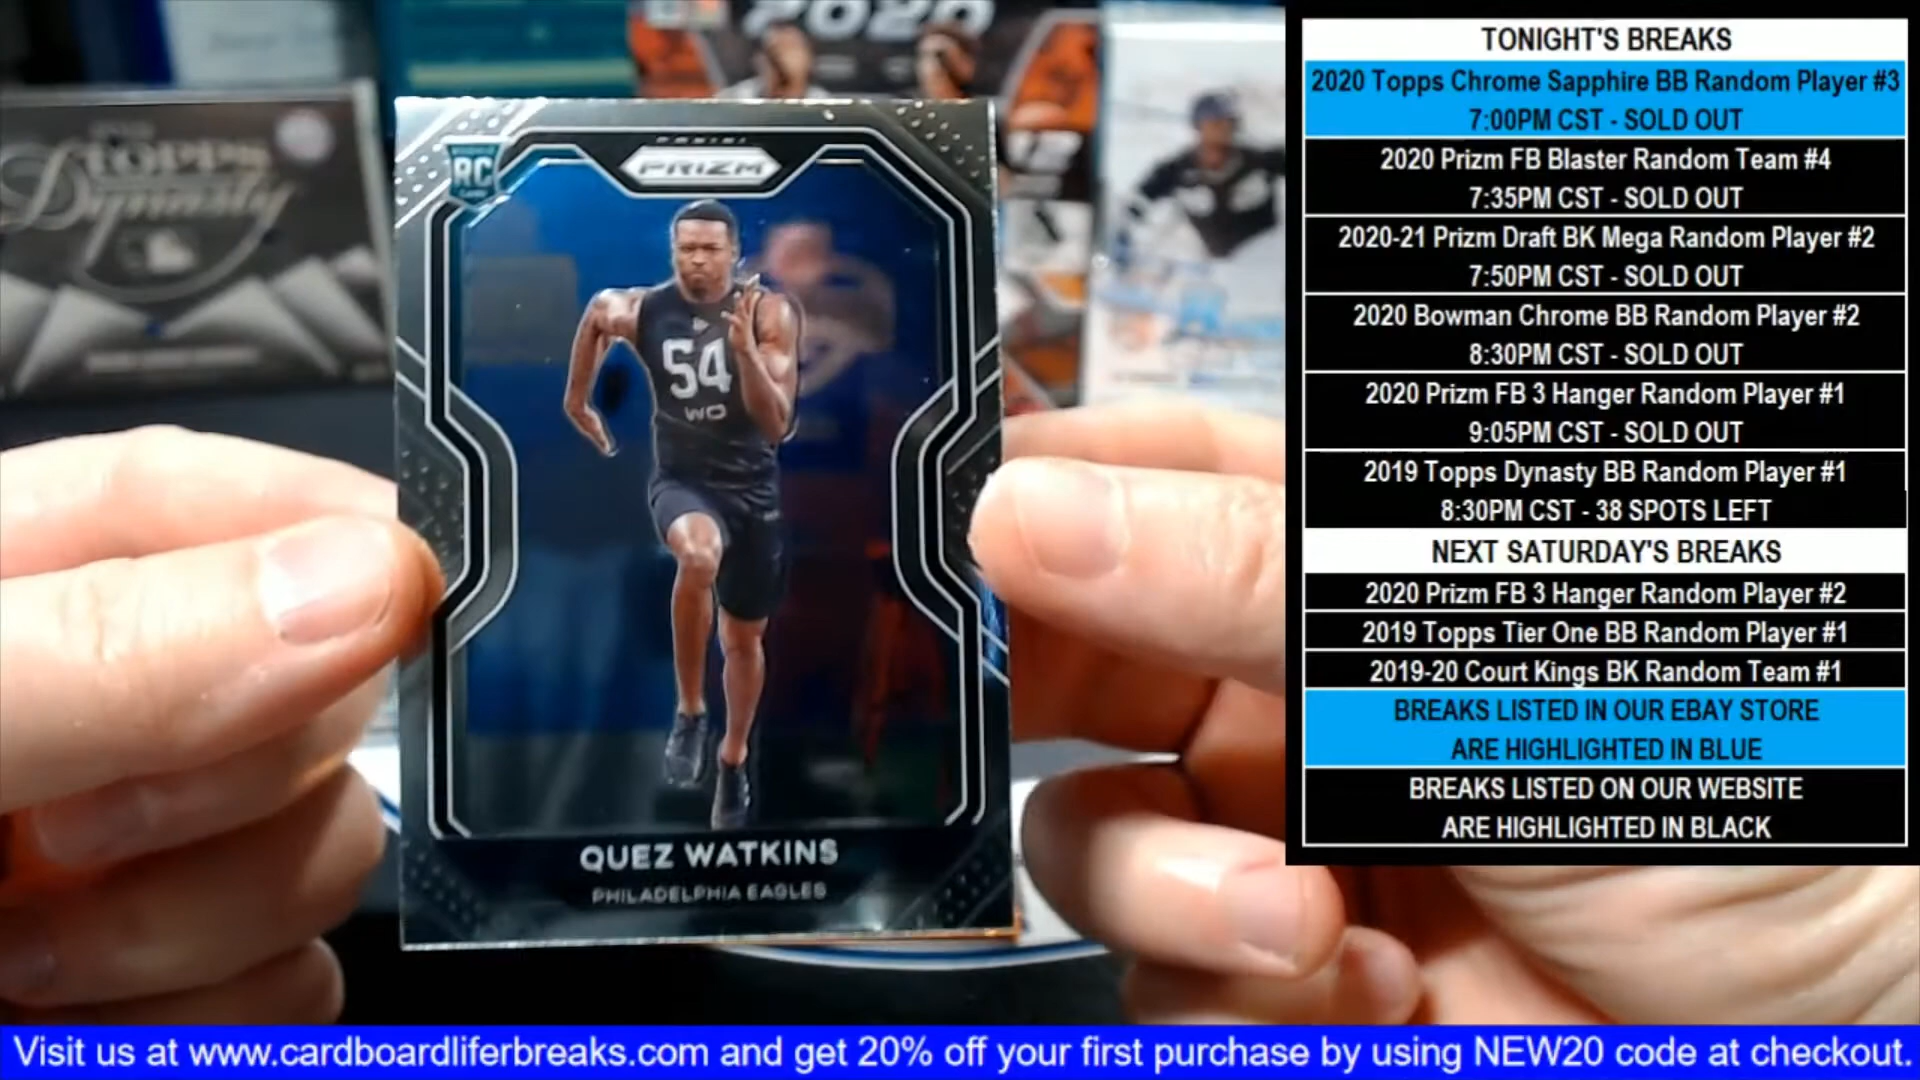 2020
TOPPS
Dynasty
RC
PANINI
PRIZM
54
WO
QUEZ WATKINS
PHILADELPHIA EAGLES
TONIGHT'S BREAKS
2020 Topps Chrome Sapphire BB Random Player #3
7:00PM CST - SOLD OUT
2020 Prizm FB Blaster Random Team #4
7:35PM CST - SOLD OUT
2020-21 Prizm Draft BK Mega Random Player #2
7:50PM CST - SOLD OUT
2020 Bowman Chrome BB Random Player #2
8:30PM CST - SOLD OUT
2020 Prizm FB 3 Hanger Random Player #1
9:05PM CST - SOLD OUT
2019 Topps Dynasty BB Random Player #1
8:30PM CST - 38 SPOTS LEFT
NEXT SATURDAY'S BREAKS
2020 Prizm FB 3 Hanger Random Player #2
2019 Topps Tier One BB Random Player #1
2019-20 Court Kings BK Random Team #1
BREAKS LISTED IN OUR EBAY STORE
ARE HIGHLIGHTED IN BLUE
BREAKS LISTED ON OUR WEBSITE
ARE HIGHLIGHTED IN BLACK
Visit us at www.cardboardliferbreaks.com and get 20% off your first purchase by using NEW20 code at checkout.